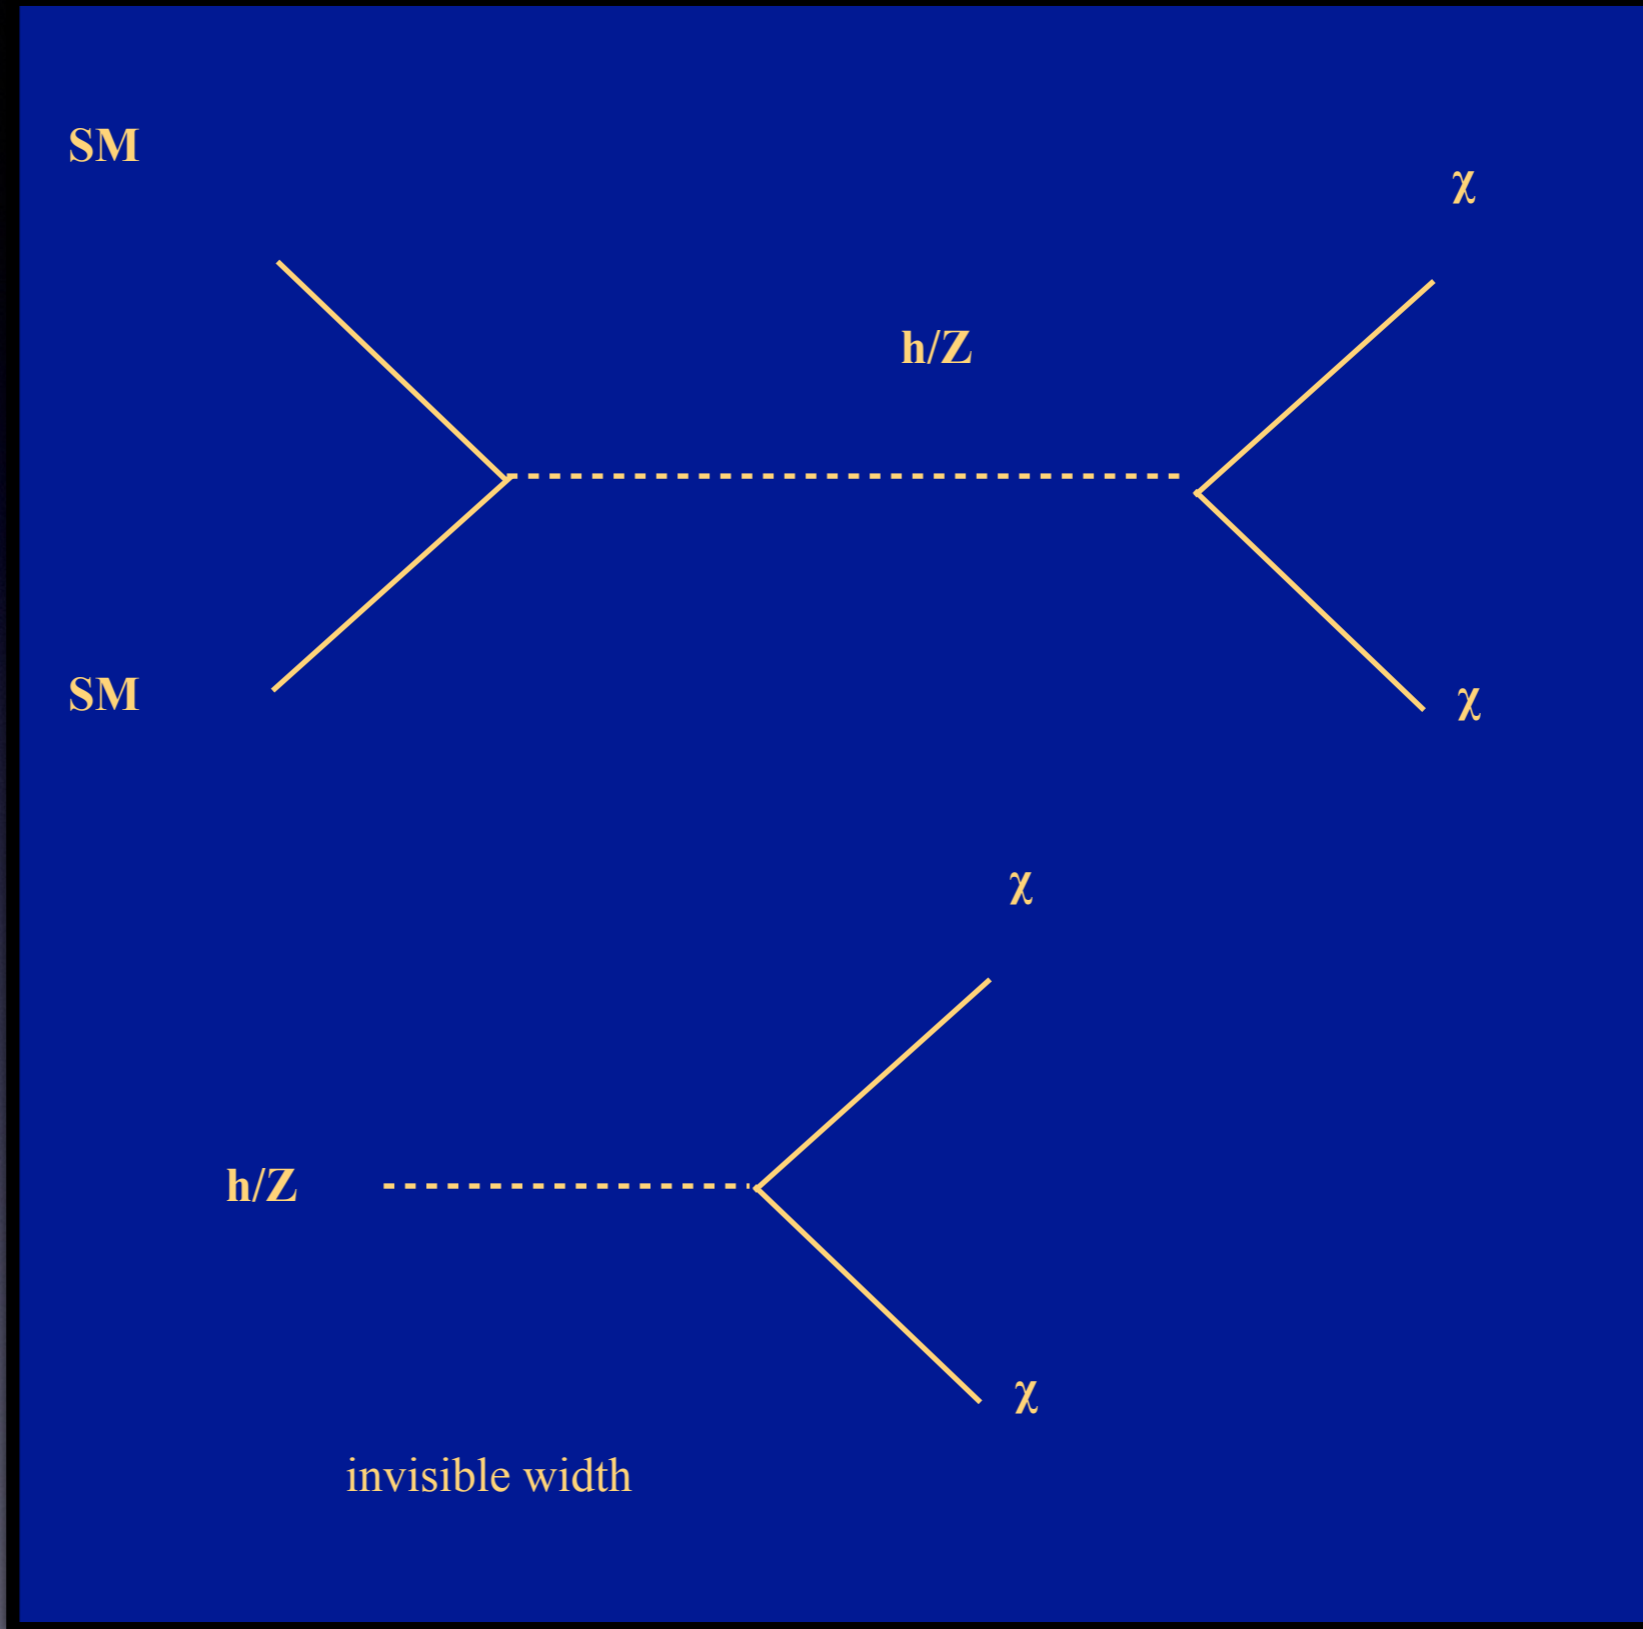 SM
χ
h/Z
SM
χ
χ
h/Z
χ
invisible width